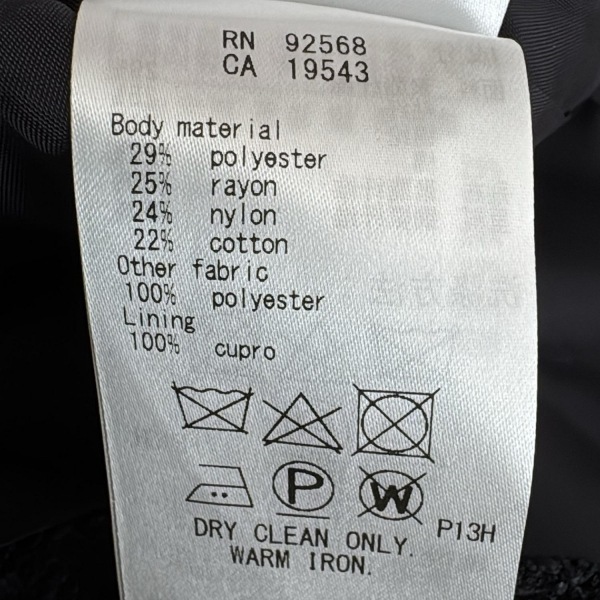 RN 92568
CA 19543
Body material
29% polyester
25% rayon
24% nylon
22% cotton
Other fabric
100% polyester
Lining
100% cupro
P W
P13H
DRY CLEAN ONLY.
WARM IRON.